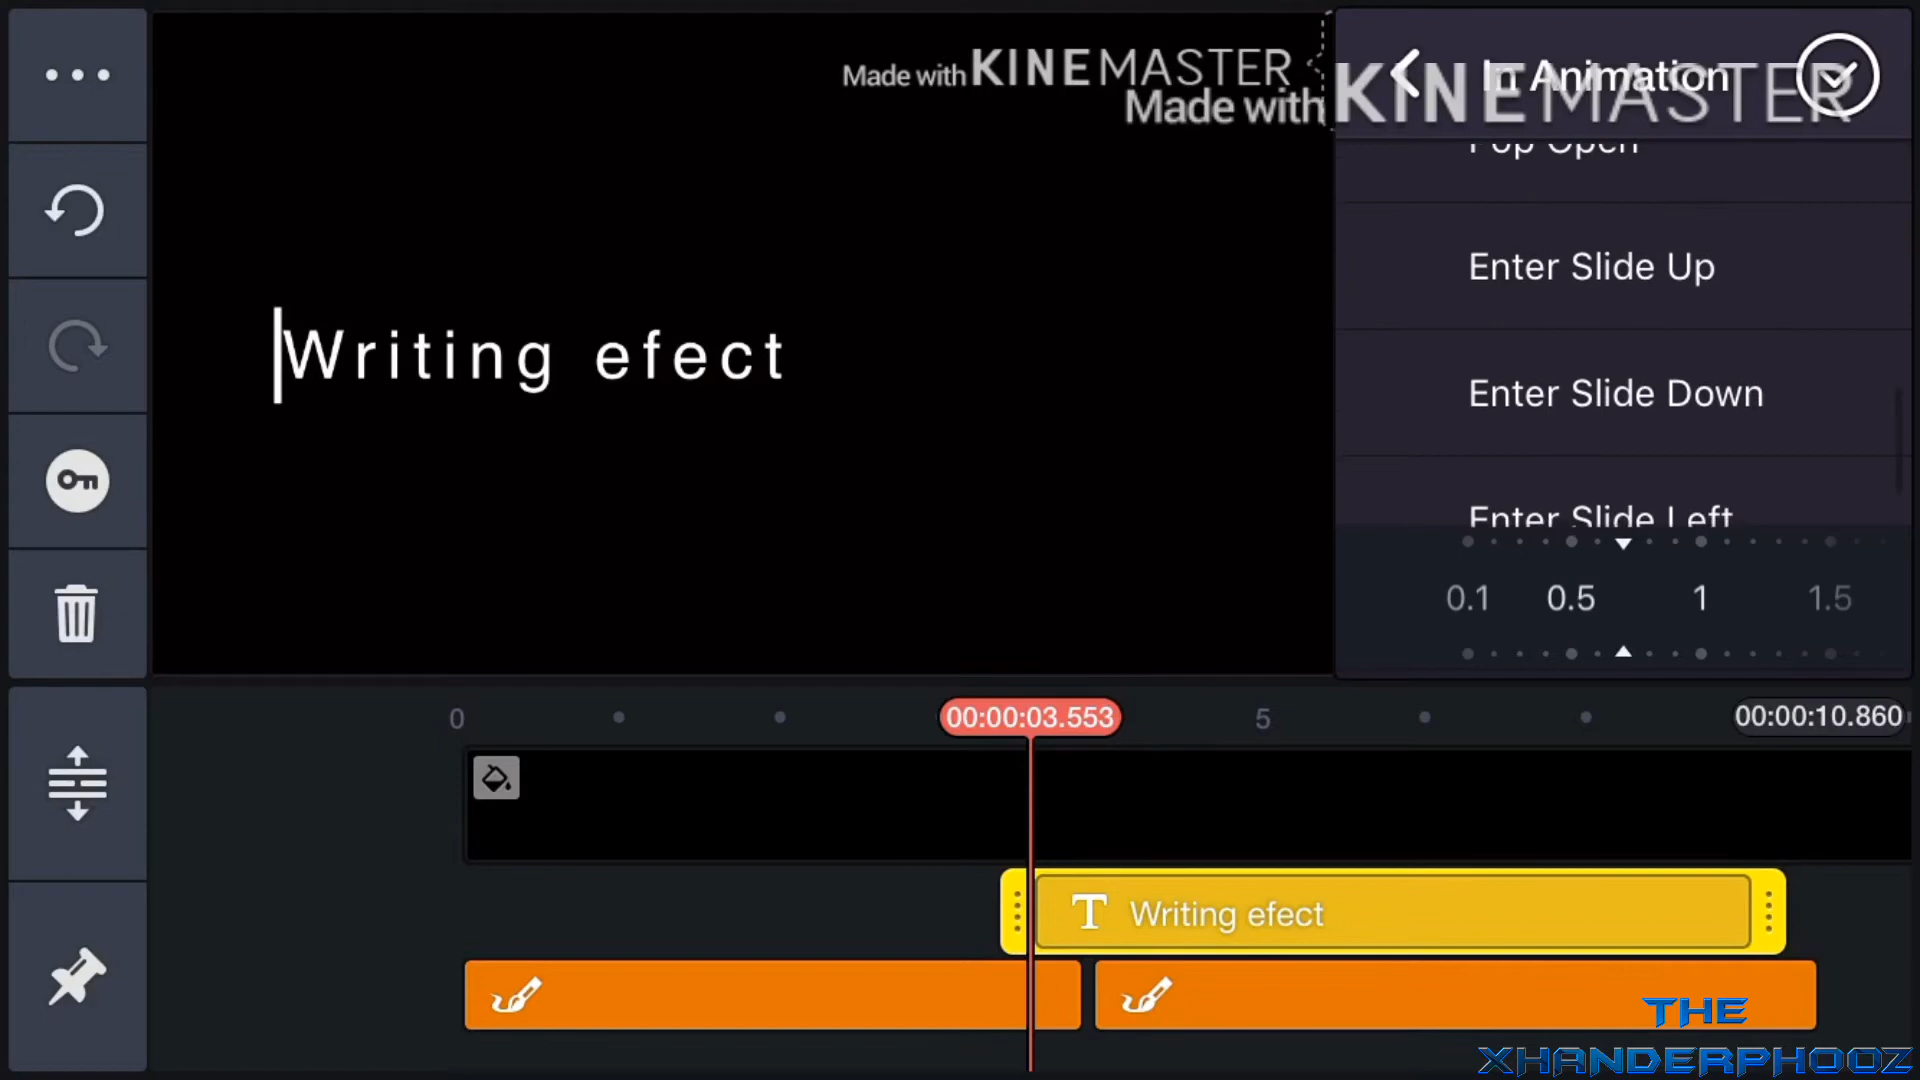 Made with KINEMASTER
Made with KINEMASTER
In Animation
Pop Open
Enter Slide Up
Writing efect
Enter Slide Down
Enter Slide Left
0.1 0.5 1 1.5
0 00:00:03.553 5 00:00:10.860
T Writing efect
THE
XHANDERPHOOZ